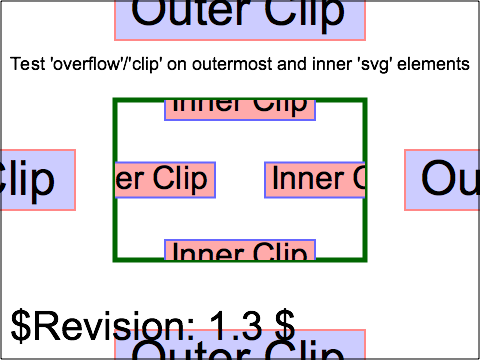 Outer Clip
Test 'overflow'/'clip' on outermost and inner 'svg' elements
Inner Clip
Clip
er Clip
Inner C
Ou
Inner Clip
$Revision: 1.3 $
Outer Clip